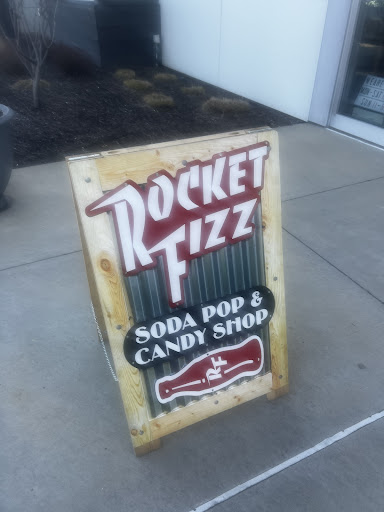 ROCKET
FIZZ
SODA POP &
CANDY SHOP
RF